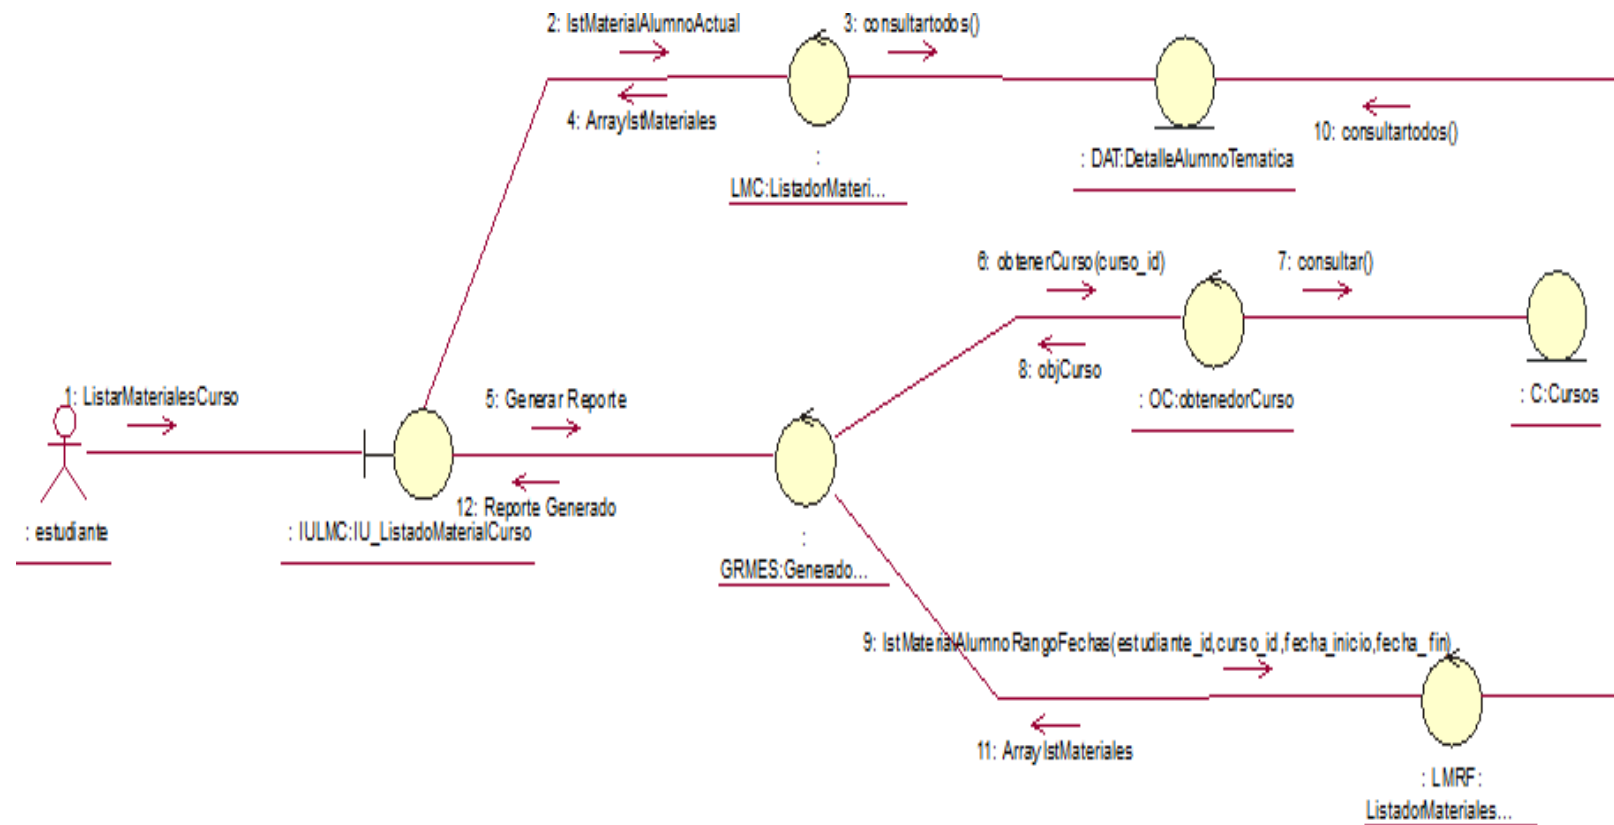 2: lstMaterialAlumnoActual
3: consultartodos()
4: ArraylstMateriales
10: consultartodos()
: DAT:DetalleAlumnoTematica
:
LMC:ListadorMateri...
6: obtenerCurso(curso_id)
7: consultar()
8: objCurso
: OC:obtenedorCurso
: C:Cursos
1: ListarMaterialesCurso
5: Generar Reporte
12: Reporte Generado
: estudiante
: IULMC:IU_ListadoMaterialCurso
:
GRMES:Generado...
9: lstMaterialAlumnoRangoFechas(estudiante_id,curso_id,fecha_inicio,fecha_fin)
11: ArraylstMateriales
: LMRF:
ListadorMateriales...